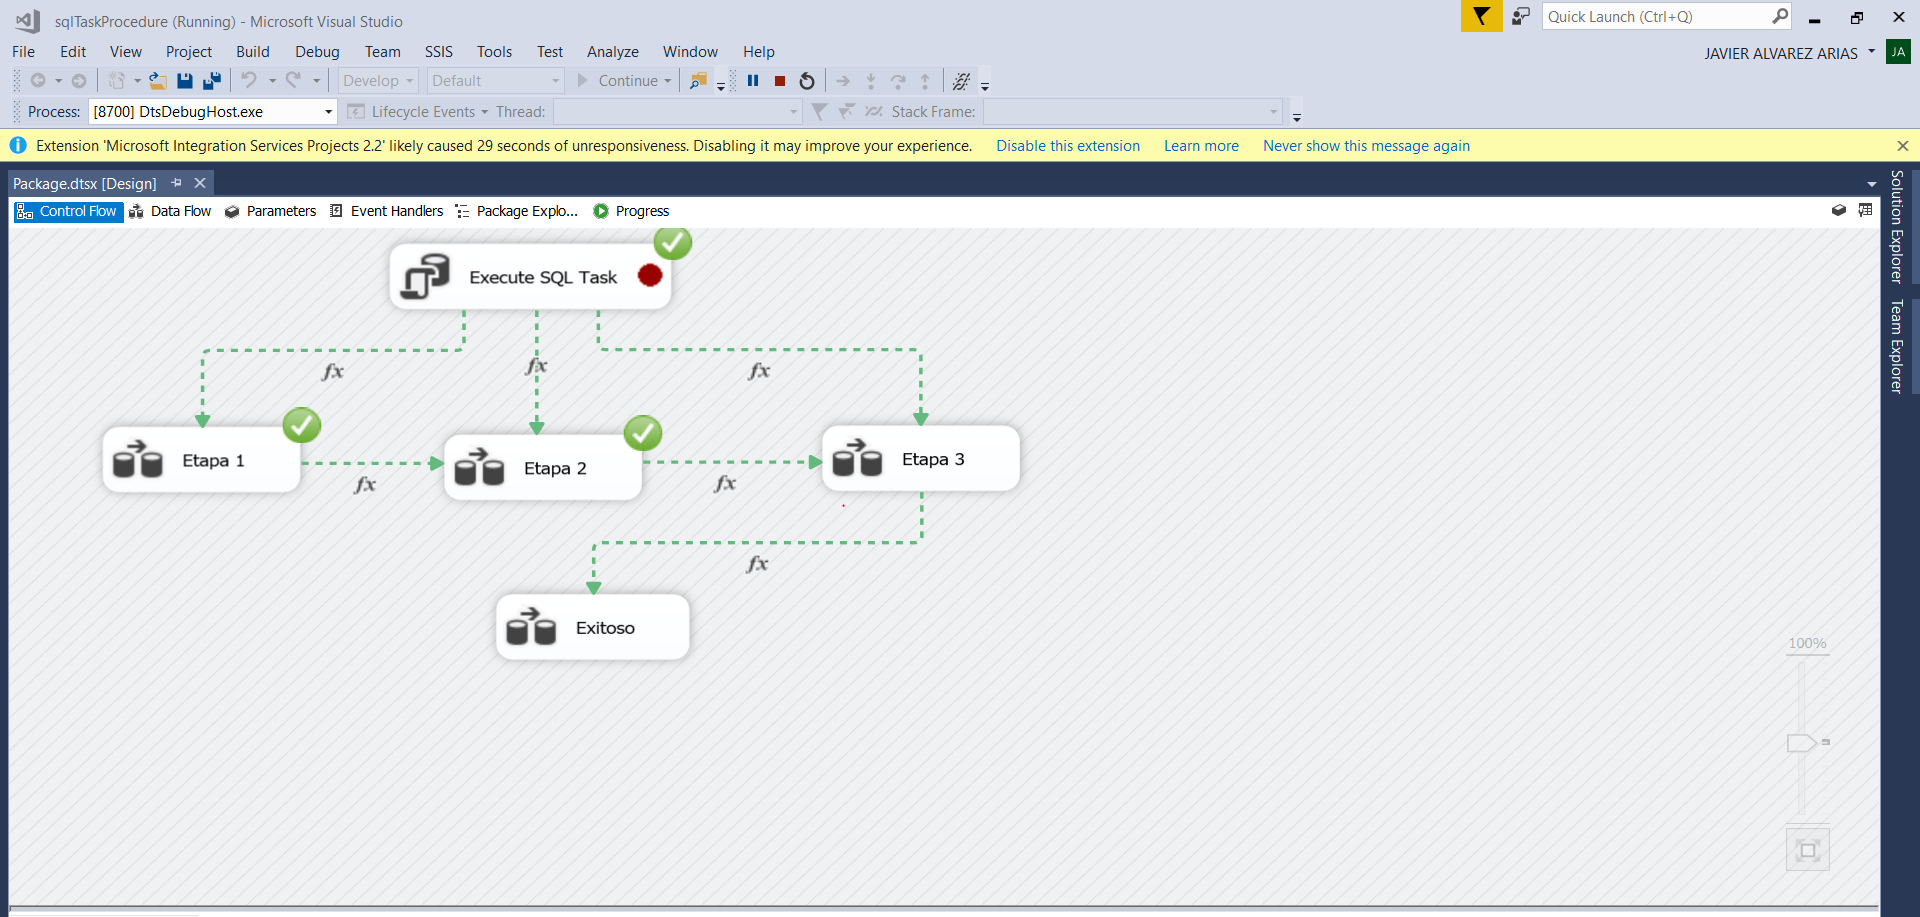 sqlTaskProcedure (Running) - Microsoft Visual Studio
Quick Launch (Ctrl+Q)
File Edit View Project Build Debug Team SSIS Tools Test Analyze Window Help
JAVIER ALVAREZ ARIAS JA
Develop Default Continue
Process: [8700] DtsDebugHost.exe Lifecycle Events Thread: Stack Frame:
Extension 'Microsoft Integration Services Projects 2.2' likely caused 29 seconds of unresponsiveness. Disabling it may improve your experience. Disable this extension Learn more Never show this message again
Package.dtsx [Design]
Control Flow Data Flow Parameters Event Handlers Package Explo... Progress
Solution Explorer
Team Explorer
Execute SQL Task
fx fx fx
Etapa 1
Etapa 2
Etapa 3
fx fx
fx
Exitoso
100%